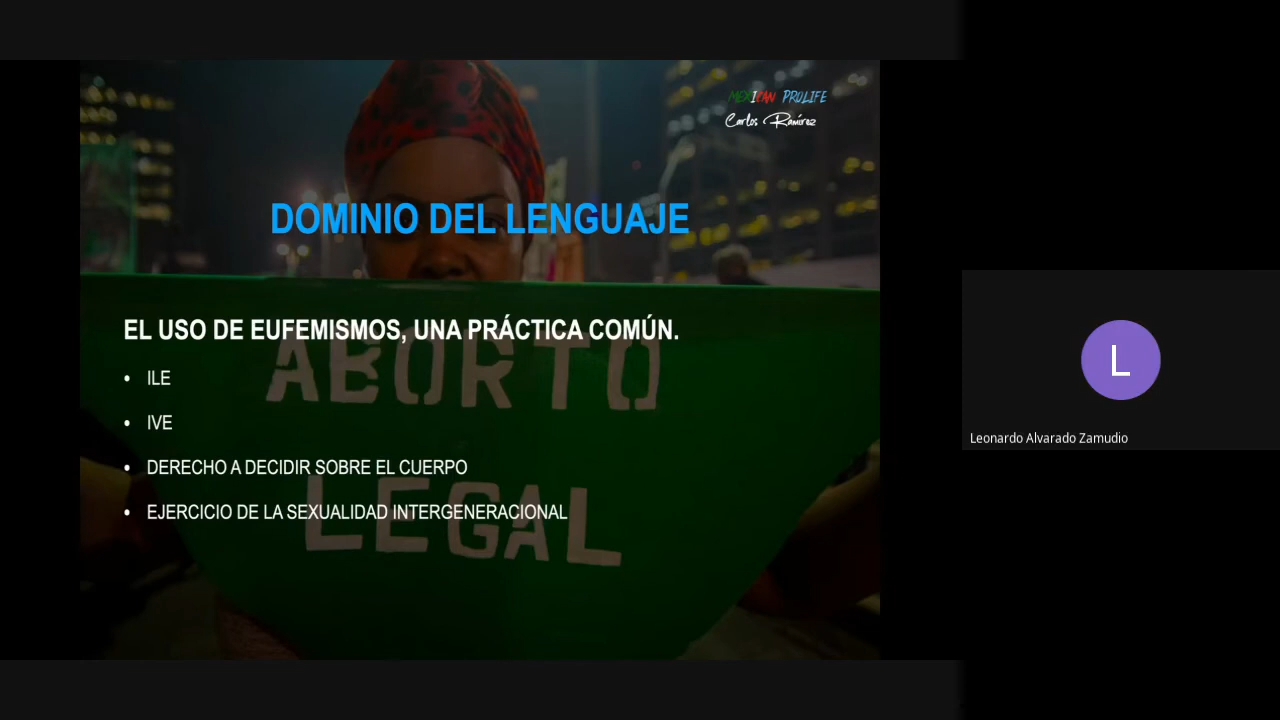 MEXICAN PROLIFE
Carlos Ramírez
DOMINIO DEL LENGUAJE
EL USO DE EUFEMISMOS, UNA PRÁCTICA COMÚN.
ABORTO
• ILE
• IVE
• DERECHO A DECIDIR SOBRE EL CUERPO
LEGAL
• EJERCICIO DE LA SEXUALIDAD INTERGENERACIONAL
L
Leonardo Alvarado Zamudio